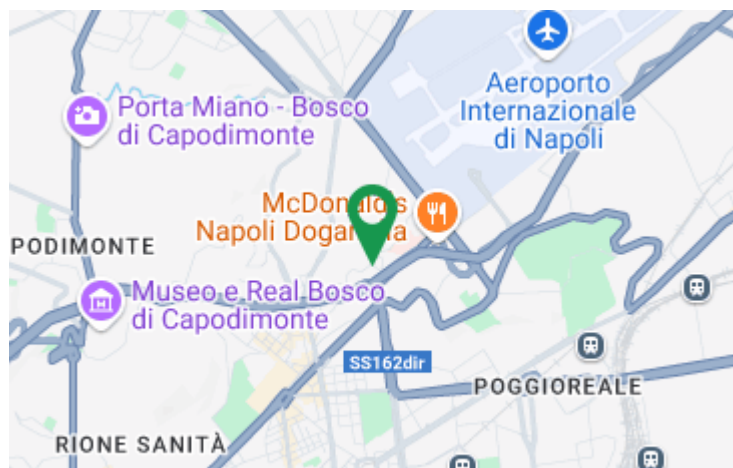 Aeroporto
Internazionale
di Napoli
Porta Miano - Bosco
di Capodimonte
McDonald's
Napoli Doganella
PODIMONTE
Museo e Real Bosco
di Capodimonte
SS162dir
POGGIOREALE
RIONE SANITÀ